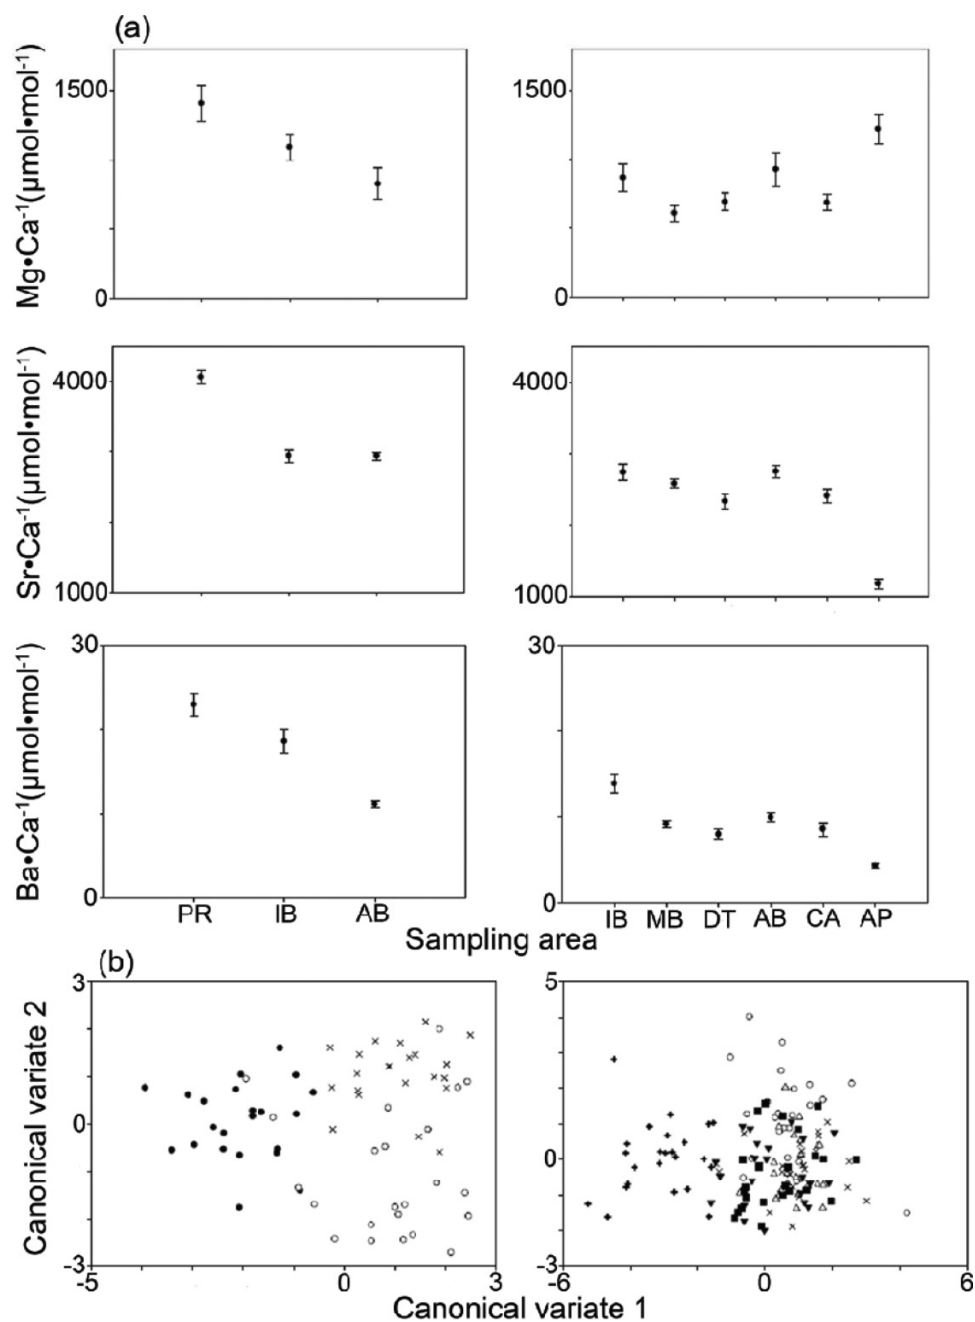 (a)
Mg•Ca⁻¹(µmol•mol⁻¹)
1500
0
1500
0
Sr•Ca⁻¹(µmol•mol⁻¹)
4000
1000
4000
1000
Ba•Ca⁻¹(µmol•mol⁻¹)
30
0
30
0
PR IB AB
IB MB DT AB CA AP
Sampling area
(b)
Canonical variate 2
3
0
-3
5
0
-3
-5 0 3
-6 0 6
Canonical variate 1